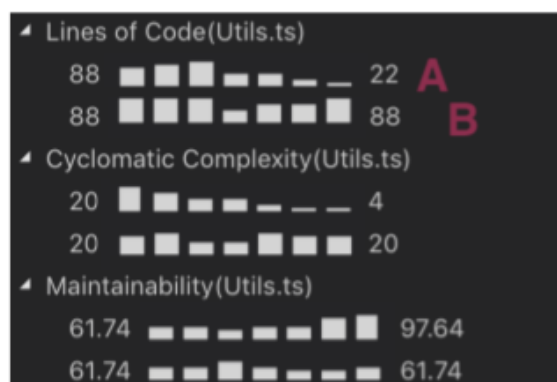 Lines of Code(Utils.ts)
88 22 A
88 88 B
Cyclomatic Complexity(Utils.ts)
20 4
20 20
Maintainability(Utils.ts)
61.74 97.64
61.74 61.74